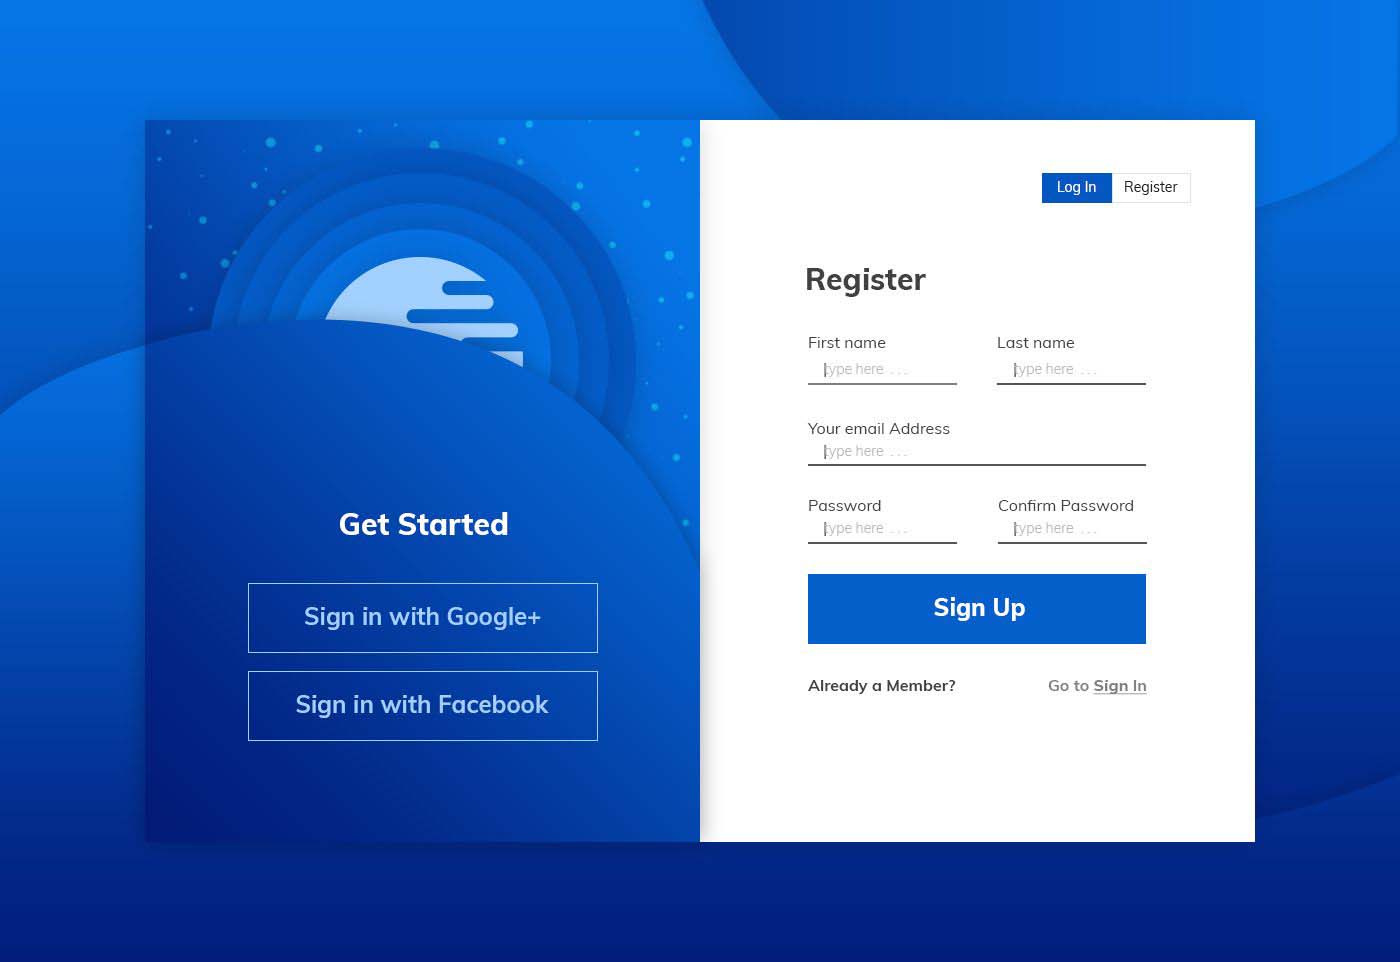 Log In Register
Register
First name Last name
type here . . . type here . . .
Your email Address
type here . . .
Password Confirm Password
type here . . . type here . . .
Sign Up
Already a Member? Go to Sign In
Get Started
Sign in with Google+
Sign in with Facebook